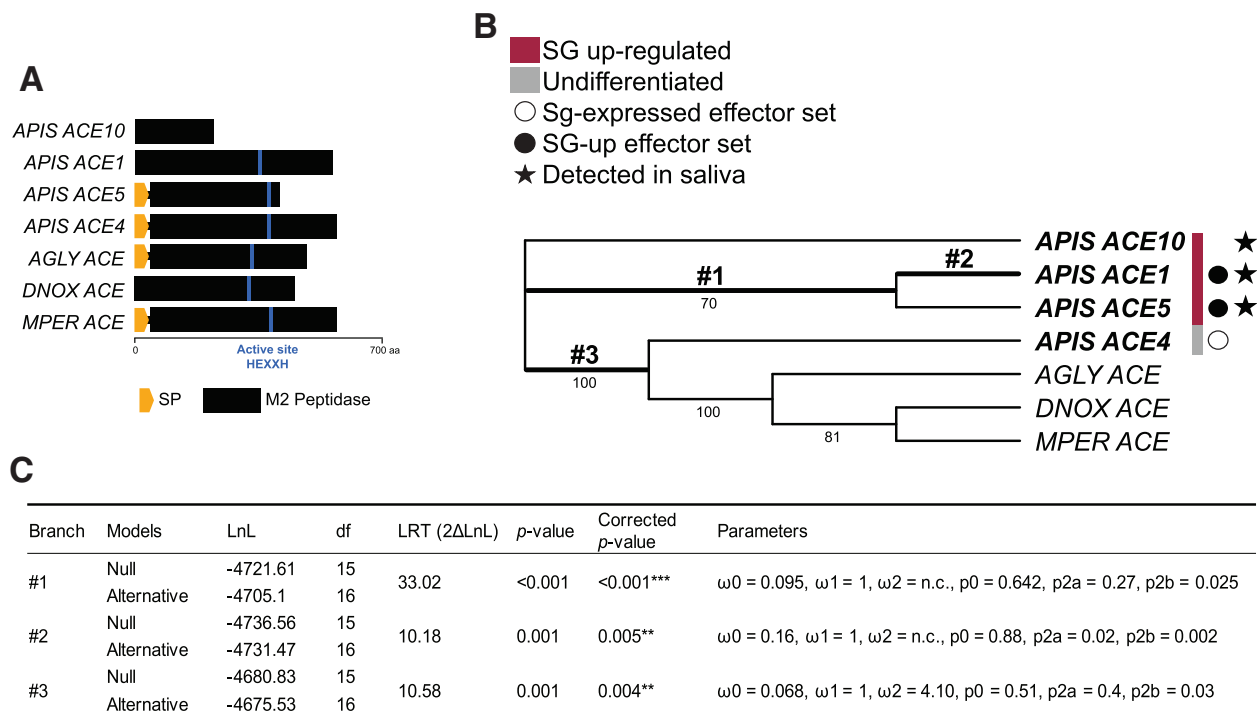 A
APIS ACE10
APIS ACE1
APIS ACE5
APIS ACE4
AGLY ACE
DNOX ACE
MPER ACE
0
Active site
HEXXH
700 aa
SP
M2 Peptidase
B
SG up-regulated
Undifferentiated
Sg-expressed effector set
SG-up effector set
Detected in saliva
#1
70
#2
#3
100
100
81
APIS ACE10
APIS ACE1
APIS ACE5
APIS ACE4
AGLY ACE
DNOX ACE
MPER ACE
C
Branch Models LnL df LRT (2ΔLnL) p-value Corrected p-value Parameters
#1 Null -4721.61 15 33.02 <0.001 <0.001*** ω0 = 0.095, ω1 = 1, ω2 = n.c., p0 = 0.642, p2a = 0.27, p2b = 0.025
Alternative -4705.1 16
#2 Null -4736.56 15 10.18 0.001 0.005** ω0 = 0.16, ω1 = 1, ω2 = n.c., p0 = 0.88, p2a = 0.02, p2b = 0.002
Alternative -4731.47 16
#3 Null -4680.83 15 10.58 0.001 0.004** ω0 = 0.068, ω1 = 1, ω2 = 4.10, p0 = 0.51, p2a = 0.4, p2b = 0.03
Alternative -4675.53 16